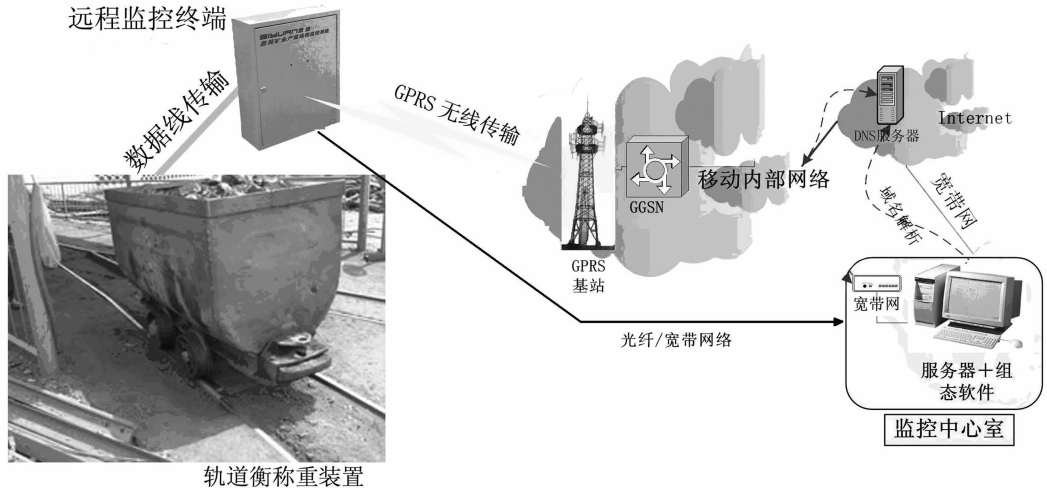 远程监控终端
数据线传输
GPRS 无线传输
GGSN
移动内部网络
DNS服务器
Internet
宽带网
域名解析
GPRS
基站
宽带网
光纤/宽带网络
服务器＋组
态软件
监控中心室
轨道衡称重装置